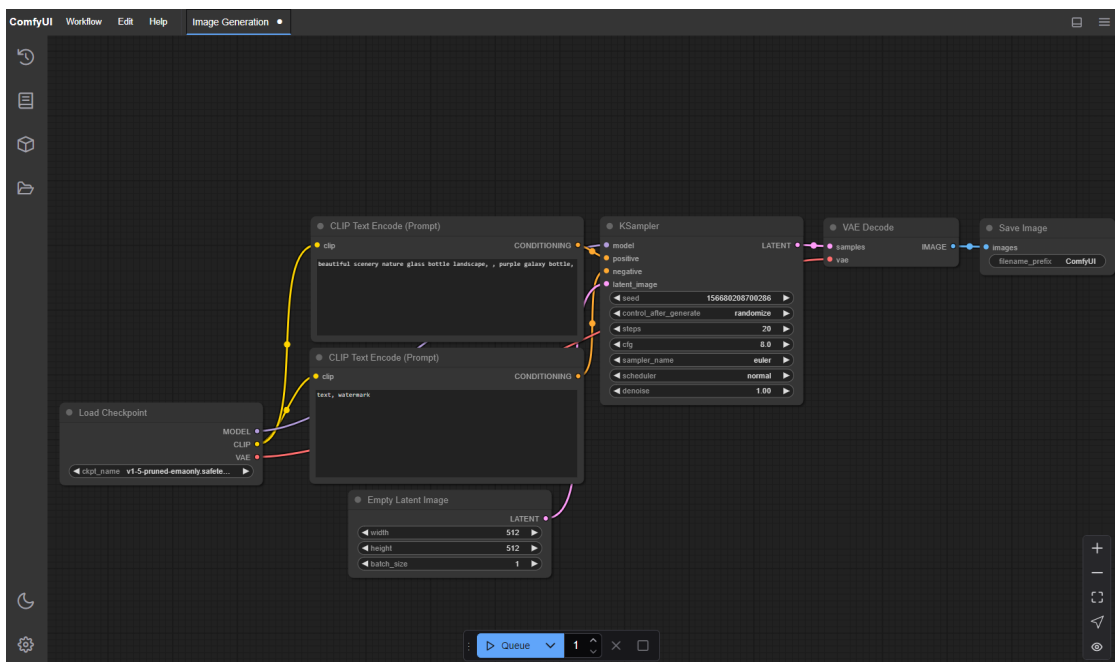 ComfyUI Workflow Edit Help Image Generation
CLIP Text Encode (Prompt)
clip CONDITIONING
beautiful scenery nature glass bottle landscape, , purple galaxy bottle,
CLIP Text Encode (Prompt)
clip CONDITIONING
text, watermark
Load Checkpoint
MODEL
CLIP
VAE
ckpt_name v1-5-pruned-emaonly.safete...
Empty Latent Image
LATENT
width 512
height 512
batch_size 1
KSampler
model LATENT
positive
negative
latent_image
seed 156680208700286
control_after_generate randomize
steps 20
cfg 8.0
sampler_name euler
scheduler normal
denoise 1.00
VAE Decode
samples IMAGE
vae
Save Image
images
filename_prefix ComfyUI
Queue 1